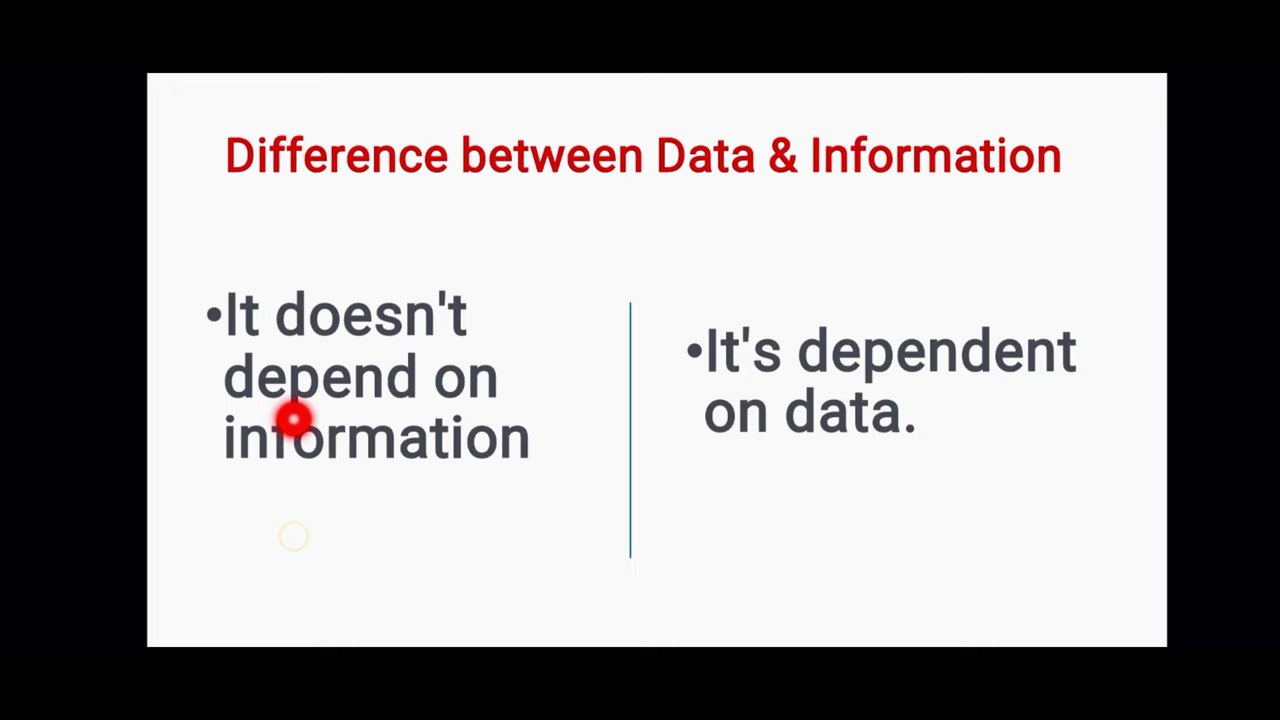 Difference between Data & Information
•It doesn't
depend on
information
•It's dependent
on data.